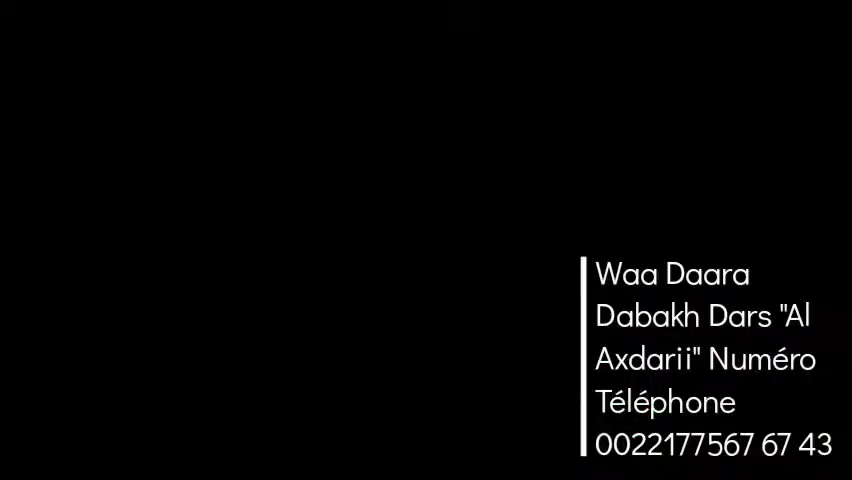 Waa Daara
Dabakh Dars "Al
Axdarii" Numéro
Téléphone
0022177567 67 43